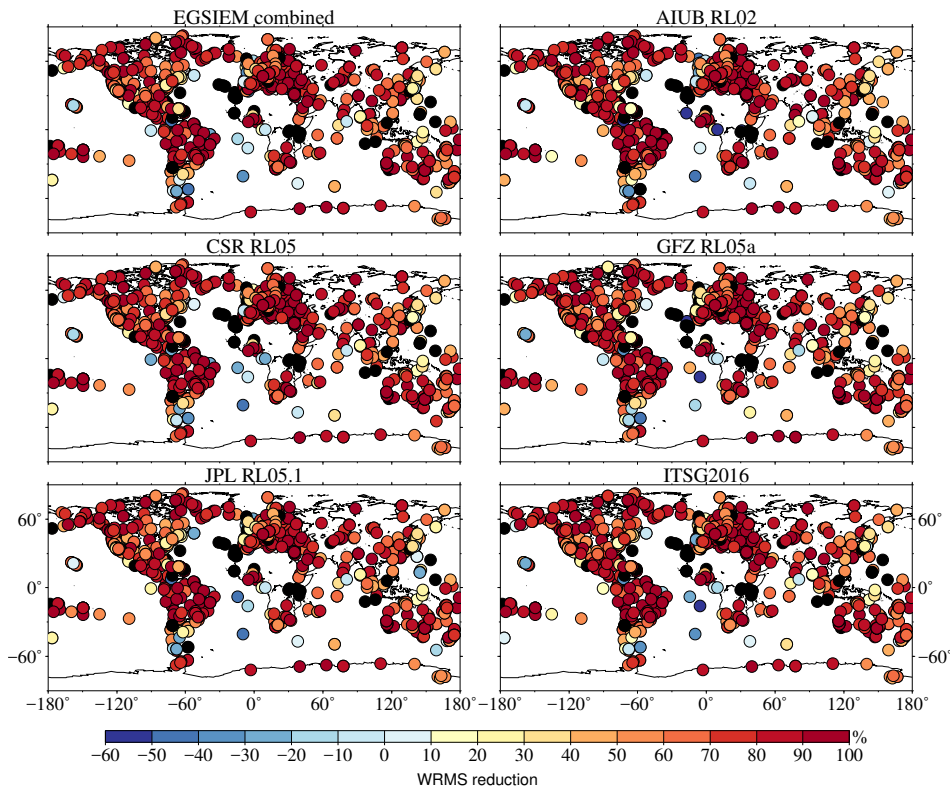 EGSIEM combined AIUB RL02
CSR RL05 GFZ RL05a
JPL RL05.1 ITSG2016
60° 60°
0° 0°
−60° −60°
−180 −120 −60 0 60 120 180 −120 −60 0 60 120 180
−60 −50 −40 −30 −20 −10 0 10 20 30 40 50 60 70 80 90 100 %
WRMS reduction